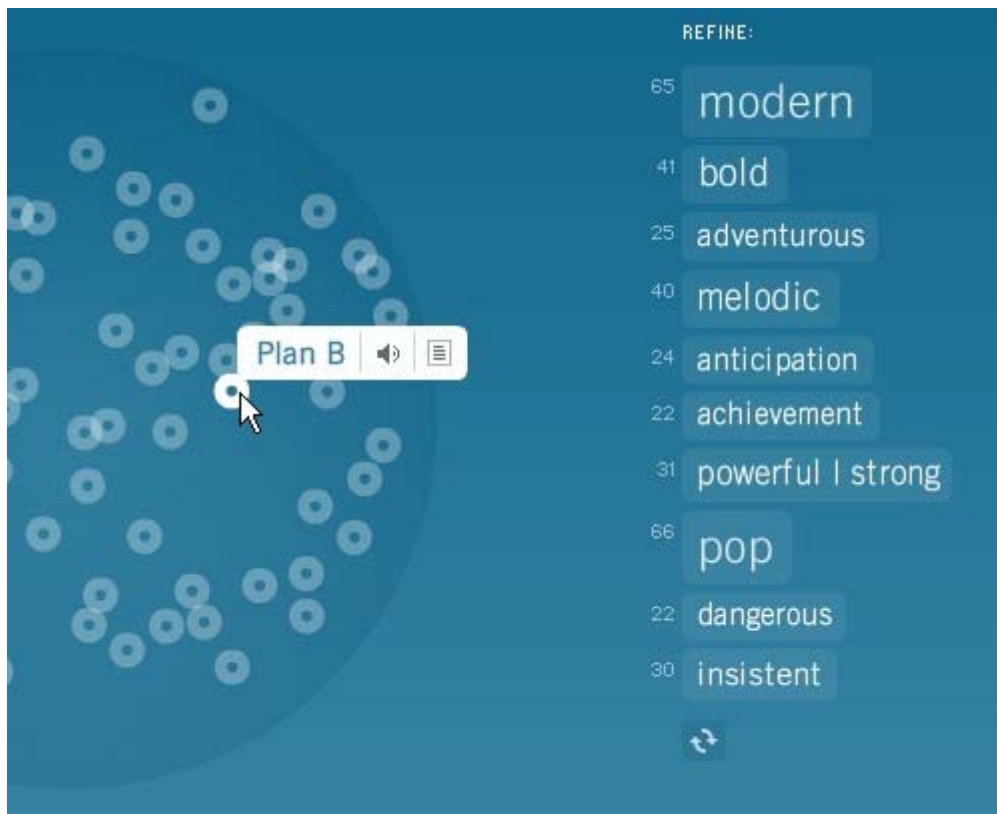 REFINE:
65 modern
41 bold
25 adventurous
40 melodic
Plan B
24 anticipation
22 achievement
31 powerful | strong
66 pop
22 dangerous
30 insistent